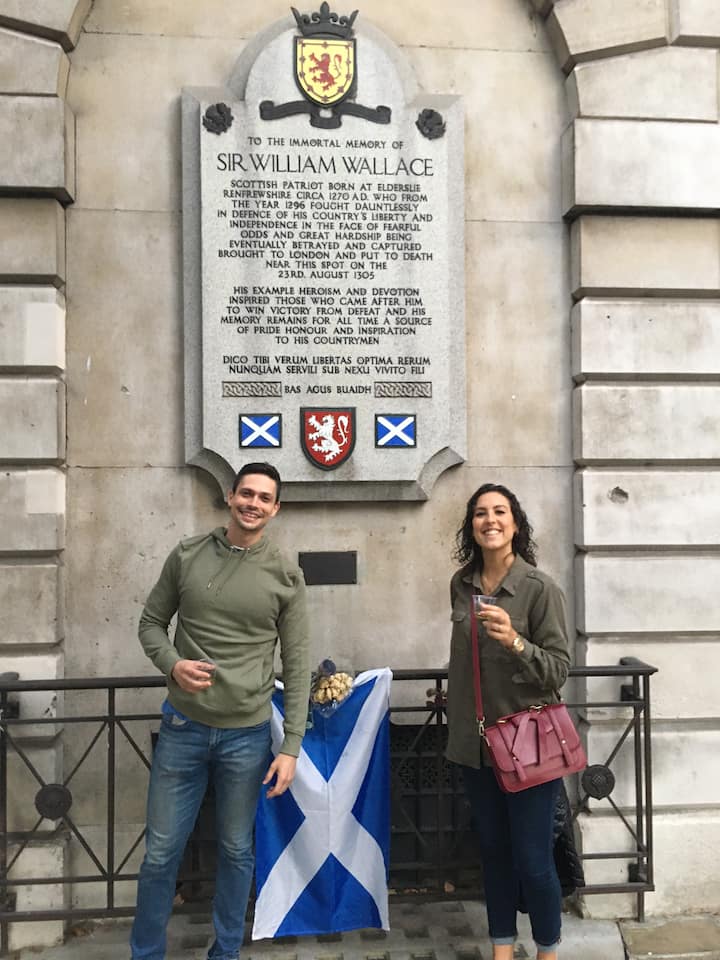 TO THE IMMORTAL MEMORY OF
SIR WILLIAM WALLACE
SCOTTISH PATRIOT BORN AT ELDERSLIE
RENFREWSHIRE CIRCA 1270 A.D. WHO FROM
THE YEAR 1296 FOUGHT DAUNTLESSLY
IN DEFENCE OF HIS COUNTRY'S LIBERTY AND
INDEPENDENCE IN THE FACE OF FEARFUL
ODDS AND GREAT HARDSHIP BEING
EVENTUALLY BETRAYED AND CAPTURED
BROUGHT TO LONDON AND PUT TO DEATH
NEAR THIS SPOT ON THE
23RD. AUGUST 1305
HIS EXAMPLE HEROISM AND DEVOTION
INSPIRED THOSE WHO CAME AFTER HIM
TO WIN VICTORY FROM DEFEAT AND HIS
MEMORY REMAINS FOR ALL TIME A SOURCE
OF PRIDE HONOUR AND INSPIRATION
TO HIS COUNTRYMEN
DICO TIBI VERUM LIBERTAS OPTIMA RERUM
NUNQUAM SERVILI SUB NEXU VIVITO FILI
BAS AGUS BUAIDH